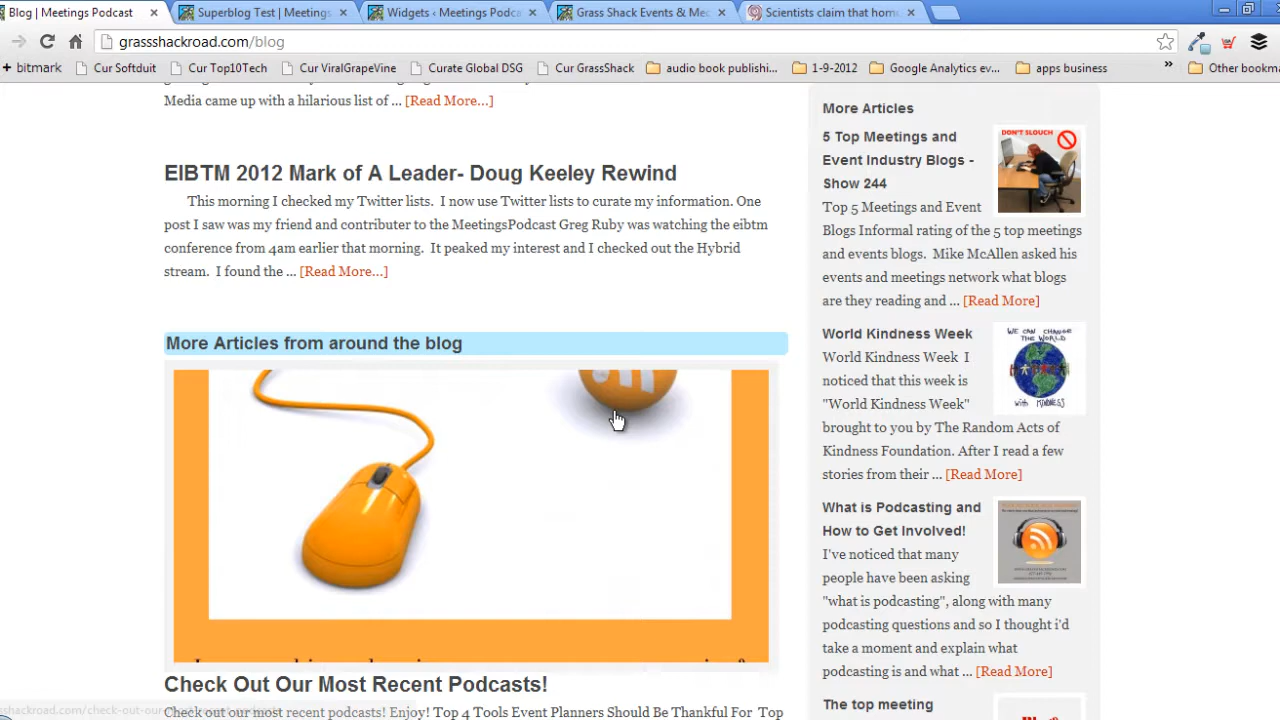 Blog | Meetings Podcast
Superblog Test | Meetings
Widgets ‹ Meetings Podca
Grass Shack Events & Me
Scientists claim that hom
grassshackroad.com/blog
+ bitmark
Cur Softduit
Cur Top10Tech
Cur ViralGrapeVine
Curate Global DSG
Cur GrassShack
audio book publishi...
1-9-2012
Google Analytics ev...
apps business
»
Other bookma
Media came up with a hilarious list of ... [Read More...]
EIBTM 2012 Mark of A Leader- Doug Keeley Rewind
This morning I checked my Twitter lists. I now use Twitter lists to curate my information. One
post I saw was my friend and contributor to the MeetingsPodcast Greg Ruby was watching the eibtm
conference from 4am earlier that morning. It peaked my interest and I checked out the Hybrid
stream. I found the ... [Read More...]
More Articles from around the blog
Check Out Our Most Recent Podcasts!
Check out our most recent podcasts! Enjoy! Top 4 Tools Event Planners Should Be Thankful For Top
More Articles
5 Top Meetings and
Event Industry Blogs -
Show 244
Top 5 Meetings and Event
Blogs Informal rating of the 5 top meetings
and events blogs. Mike McAllen asked his
events and meetings network what blogs
are they reading and ... [Read More]
DON'T SLOUCH
World Kindness Week
World Kindness Week I
noticed that this week is
"World Kindness Week"
brought to you by The Random Acts of
Kindness Foundation. After I read a few
stories from their ... [Read More]
WE CAN CHANGE
THE WORLD
with KINDNESS
What is Podcasting and
How to Get Involved!
I've noticed that many
people have been asking
"what is podcasting", along with many
podcasting questions and so I thought i'd
take a moment and explain what
podcasting is and what ... [Read More]
The top meeting